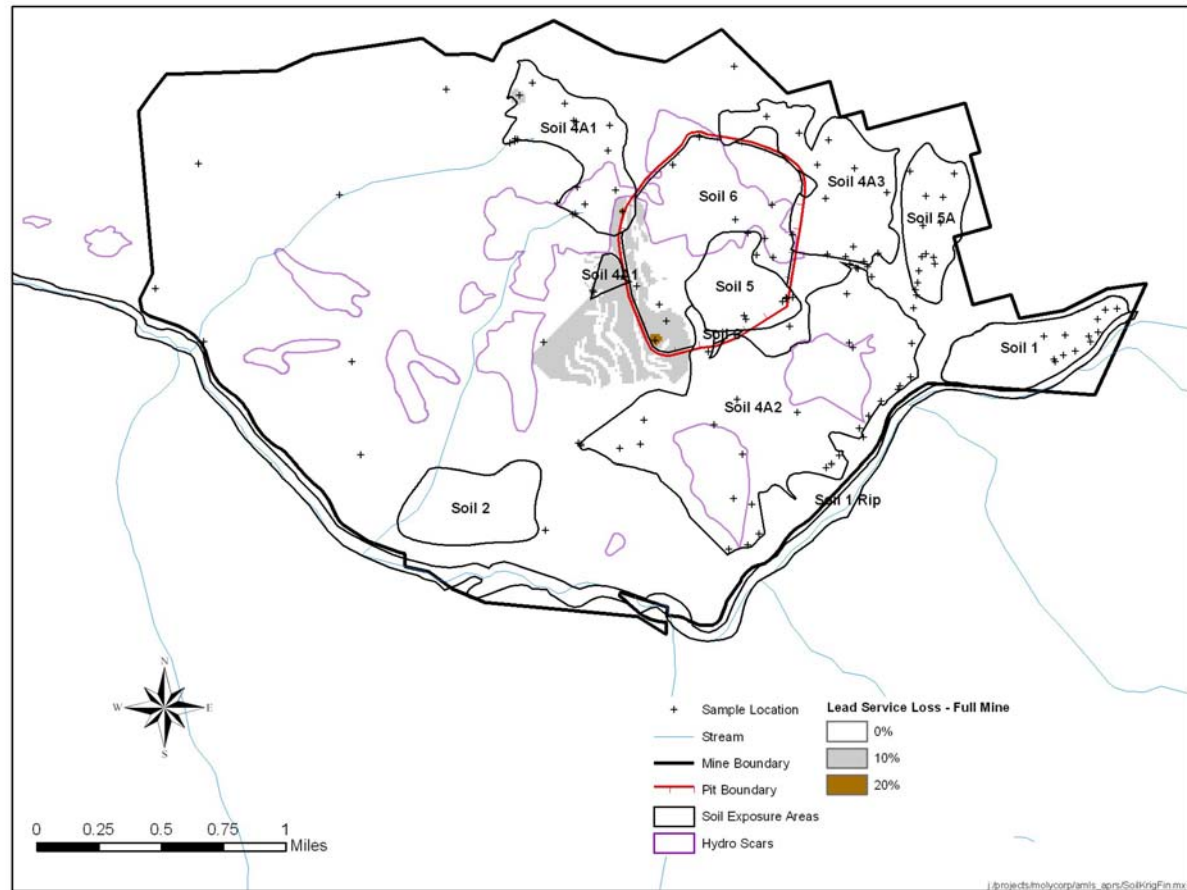 Soil 4A1
Soil 6
Soil 4A3
Soil 5A
Soil 4A1
Soil 5
Soil 1
Soil 4A2
Soil 2
Soil 1 Rip
N
W
E
S
Sample Location
Stream
Mine Boundary
Pit Boundary
Soil Exposure Areas
Hydro Scars
Lead Service Loss - Full Mine
0%
10%
20%
0 0.25 0.5 0.75 1
Miles